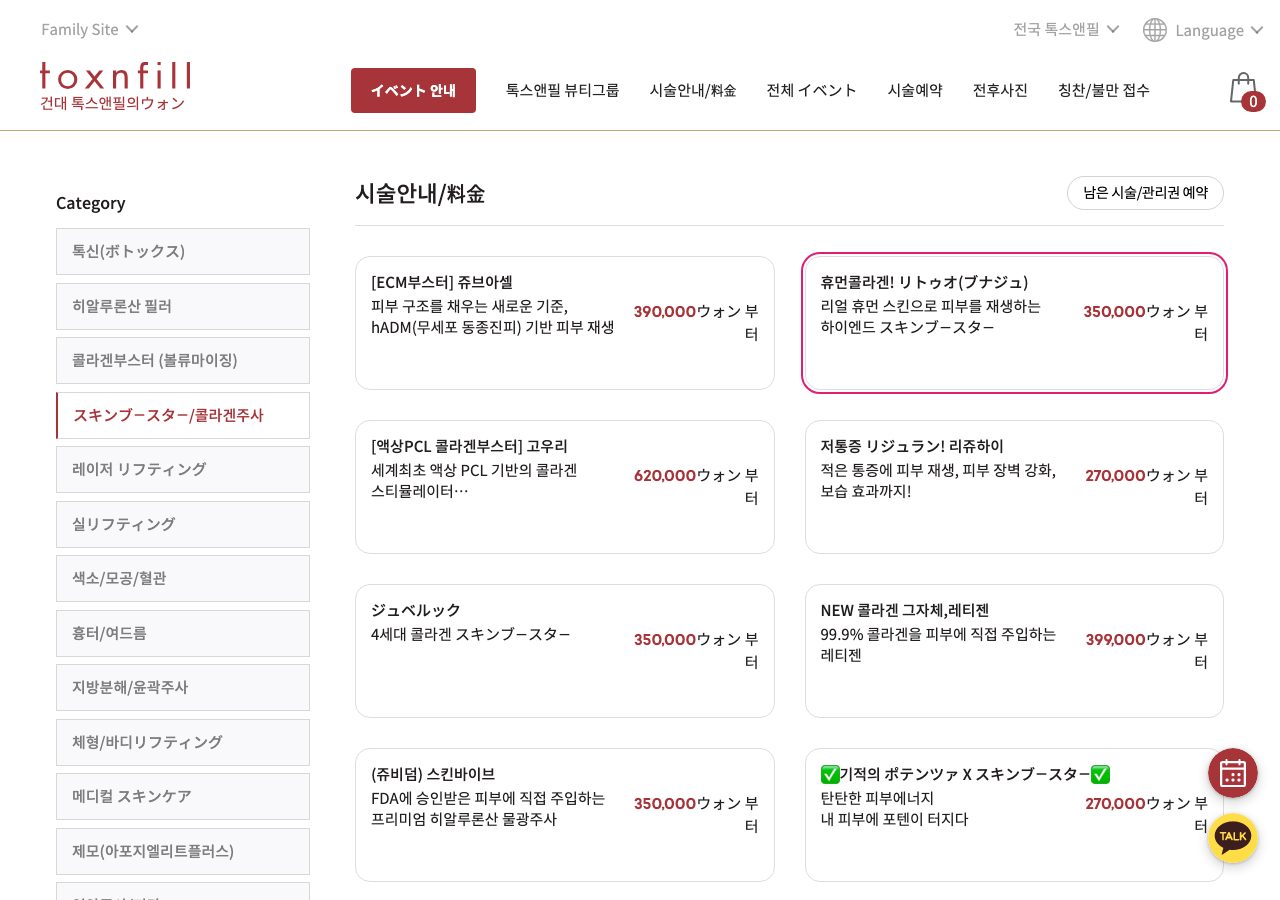 Family Site
전국 톡스앤필
Language
toxnfill
건대 톡스앤필의ウォン
イベント 안내
톡스앤필 뷰티그룹
시술안내/料金
전체 イベント
시술예약
전후사진
칭찬/불만 접수
0
Category
톡신(ボトックス)
히알루론산 필러
콜라겐부스터 (볼류마이징)
スキンブースター/콜라겐주사
레이저 リフティング
실リフティング
색소/모공/혈관
흉터/여드름
지방분해/윤곽주사
체형/바디リフティング
메디컬 スキンケア
제모(아포지엘리트플러스)
시술안내/料金
남은 시술/관리권 예약
[ECM부스터] 쥬브아셀
피부 구조를 채우는 새로운 기준,
hADM(무세포 동종진피) 기반 피부 재생
390,000ウォン 부
터
휴먼콜라겐! リトゥオ(ブナジュ)
리얼 휴먼 스킨으로 피부를 재생하는
하이엔드 スキンブースター
350,000ウォン 부
터
[액상PCL 콜라겐부스터] 고우리
세계최초 액상 PCL 기반의 콜라겐
스티뮬레이터…
620,000ウォン 부
터
저통증 リジュラン! 리쥬하이
적은 통증에 피부 재생, 피부 장벽 강화,
보습 효과까지!
270,000ウォン 부
터
ジュベルック
4세대 콜라겐 スキンブースター
350,000ウォン 부
터
NEW 콜라겐 그자체,레티젠
99.9% 콜라겐을 피부에 직접 주입하는
레티젠
399,000ウォン 부
터
(쥬비덤) 스킨바이브
FDA에 승인받은 피부에 직접 주입하는
프리미엄 히알루론산 물광주사
350,000ウォン 부
터
✅기적의 ポテンツァ X スキンブースター✅
탄탄한 피부에너지
내 피부에 포텐이 터지다
270,000ウォン 부
터
TALK